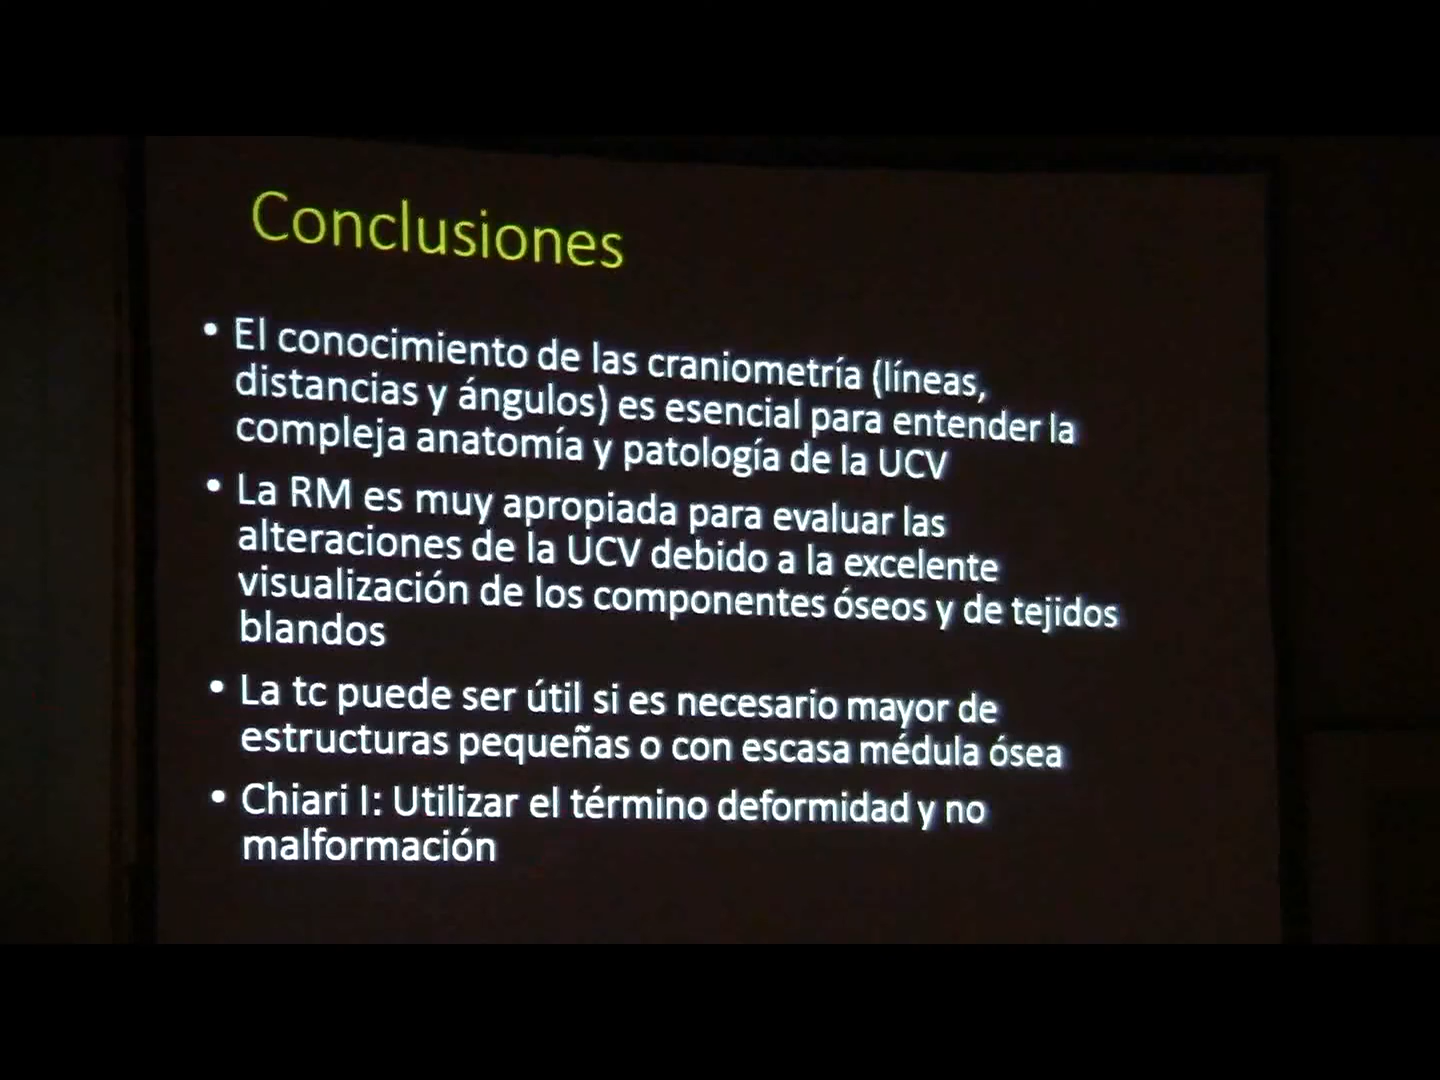 Conclusiones
• El conocimiento de las craniometría (líneas,
distancias y ángulos) es esencial para entender la
compleja anatomía y patología de la UCV
• La RM es muy apropiada para evaluar las
alteraciones de la UCV debido a la excelente
visualización de los componentes óseos y de tejidos
blandos
• La tc puede ser útil si es necesario mayor de
estructuras pequeñas o con escasa médula ósea
• Chiari I: Utilizar el término deformidad y no
malformación